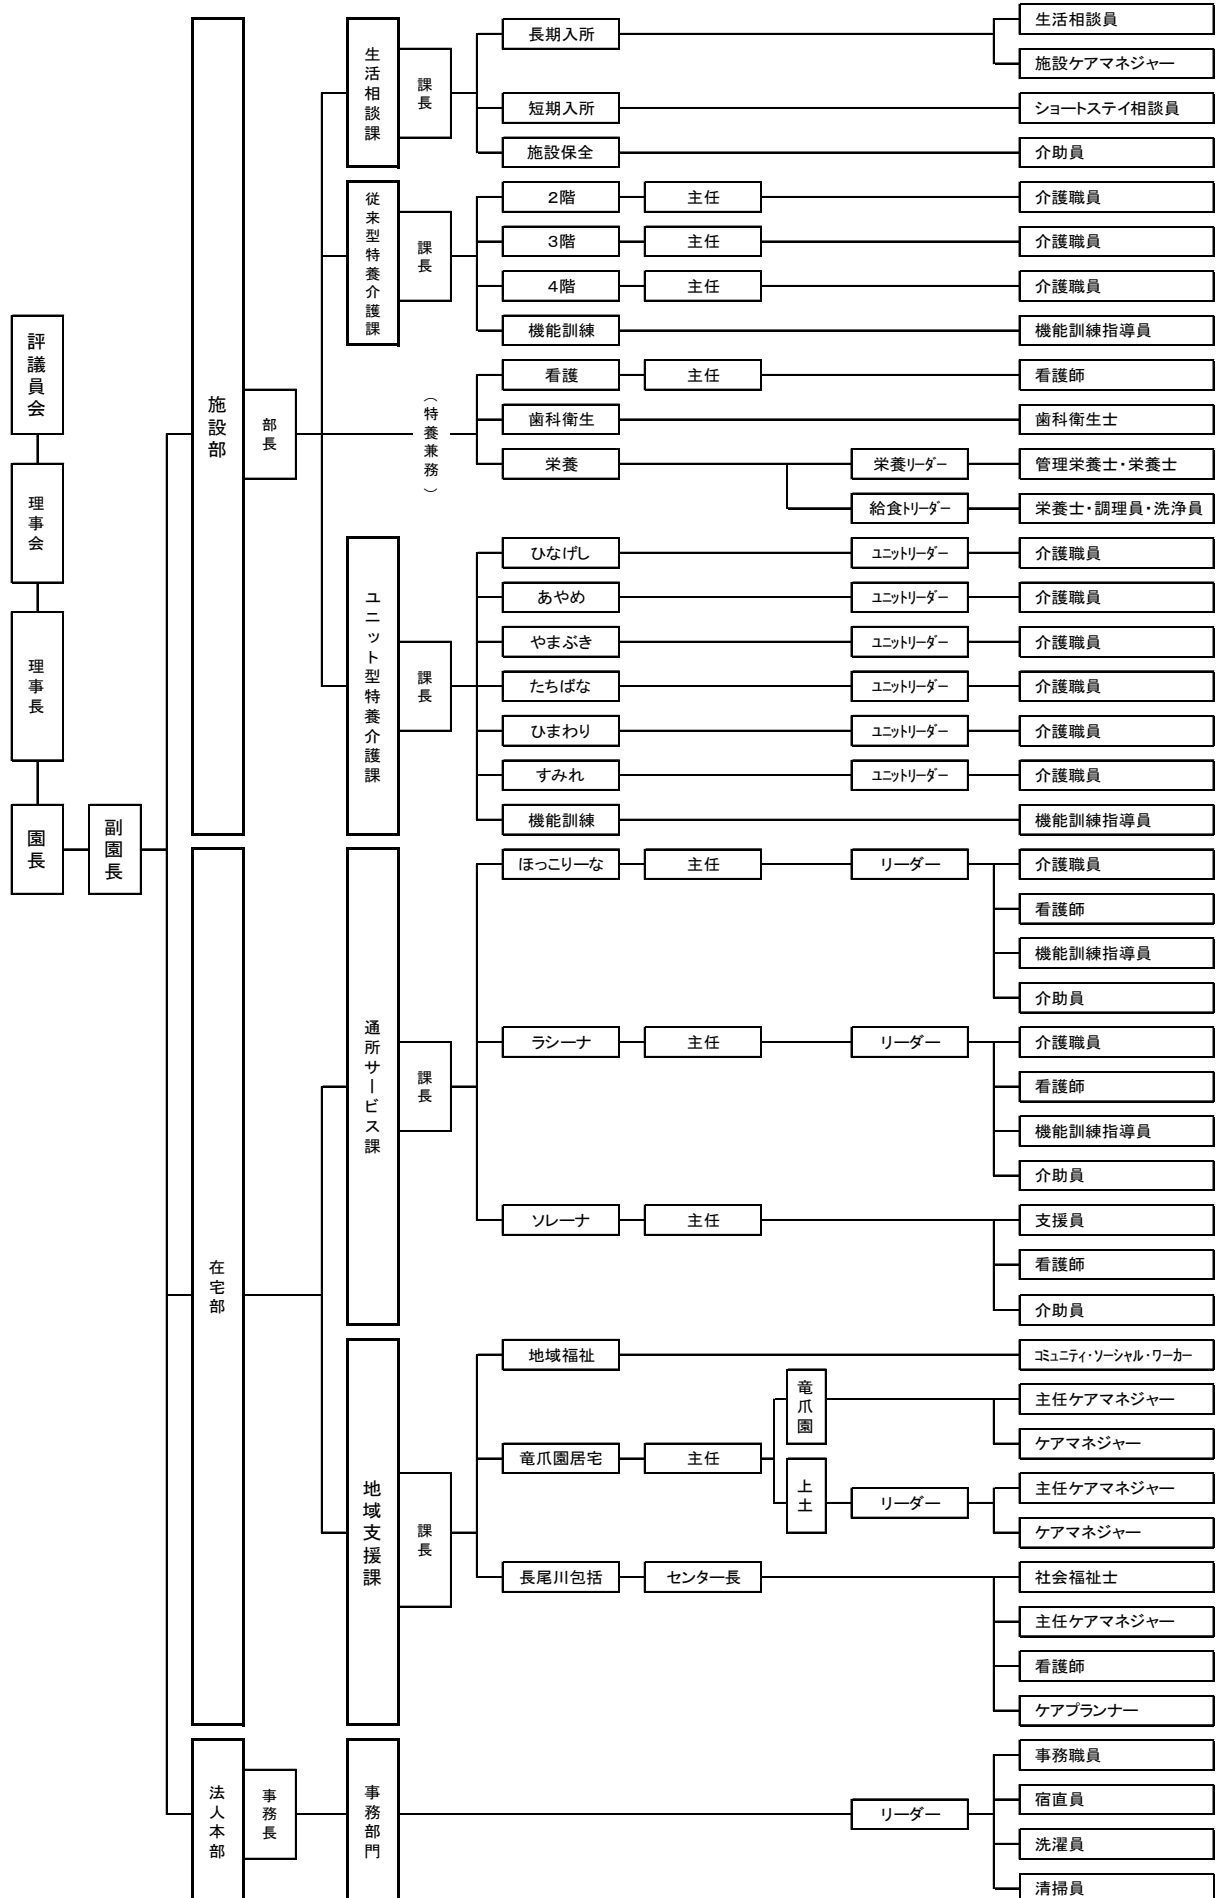 評議員会
理事会
理事長
園長
副園長
施設部
部長
生活相談課
課長
長期入所
生活相談員
施設ケアマネジャー
短期入所
ショートステイ相談員
施設保全
介助員
従来型特養介護課
課長
2階
主任
介護職員
3階
主任
介護職員
4階
主任
介護職員
機能訓練
機能訓練指導員
(特養兼務)
看護
主任
看護師
歯科衛生
歯科衛生士
栄養
栄養リーダー
管理栄養士・栄養士
給食トリーダー
栄養士・調理員・洗浄員
ユニット型特養介護課
課長
ひなげし
ユニットリーダー
介護職員
あやめ
ユニットリーダー
介護職員
やまぶき
ユニットリーダー
介護職員
たちばな
ユニットリーダー
介護職員
ひまわり
ユニットリーダー
介護職員
すみれ
ユニットリーダー
介護職員
機能訓練
機能訓練指導員
在宅部
通所サービス課
課長
ほっこりーな
主任
リーダー
介護職員
看護師
機能訓練指導員
介助員
ラシーナ
主任
リーダー
介護職員
看護師
機能訓練指導員
介助員
ソレーナ
主任
支援員
看護師
介助員
地域支援課
課長
地域福祉
コミュニティ・ソーシャル・ワーカー
竜爪園居宅
主任
竜爪園
主任ケアマネジャー
ケアマネジャー
上土
リーダー
主任ケアマネジャー
ケアマネジャー
長尾川包括
センター長
社会福祉士
主任ケアマネジャー
看護師
ケアプランナー
法人本部
事務長
事務部門
リーダー
事務職員
宿直員
洗濯員
清掃員